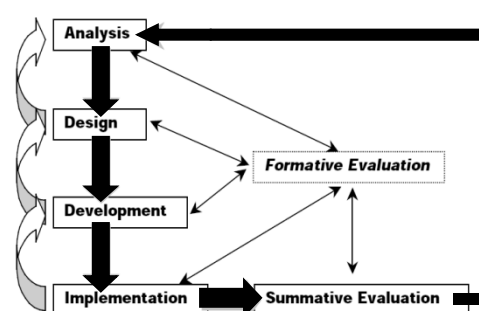 Analysis
Design
Formative Evaluation
Development
Implementation
Summative Evaluation